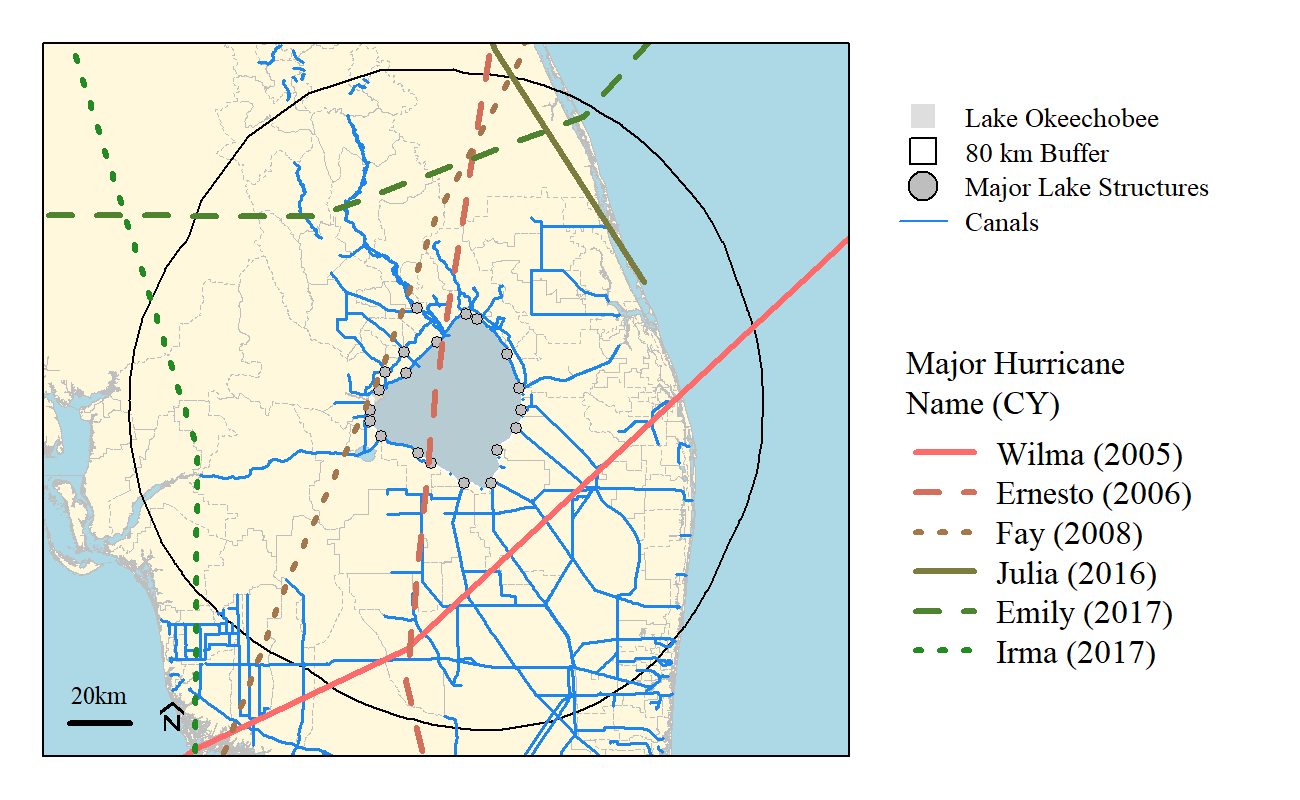 Lake Okeechobee
80 km Buffer
Major Lake Structures
Canals
Major Hurricane
Name (CY)
Wilma (2005)
Ernesto (2006)
Fay (2008)
Julia (2016)
Emily (2017)
Irma (2017)
20km
N